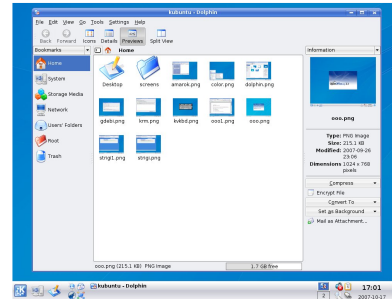 kubuntu - Dolphin
File Edit View Go Tools Settings Help
Back Forward Icons Details Previews Split View
Bookmarks
Home
Information
Home
System
Storage Media
Network
Users' Folders
Root
Trash
Desktop screens amarok.png color.png dolphin.png
gdebi.png krm.png kvkbd.png ooo1.png ooo.png
strigi1.png strigi.png
ooo.png
Type: PNG Image
Size: 215.1 KB
Modified: 2007-09-26
23:06
Dimensions 1024 x 768
pixels
Compress
Encrypt File
Convert To
Set as Background
Mail as Attachment...
ooo.png (215.1 KB) PNG Image
1.7 GB free
kubuntu - Dolphin
17:01
2
2007-10-17